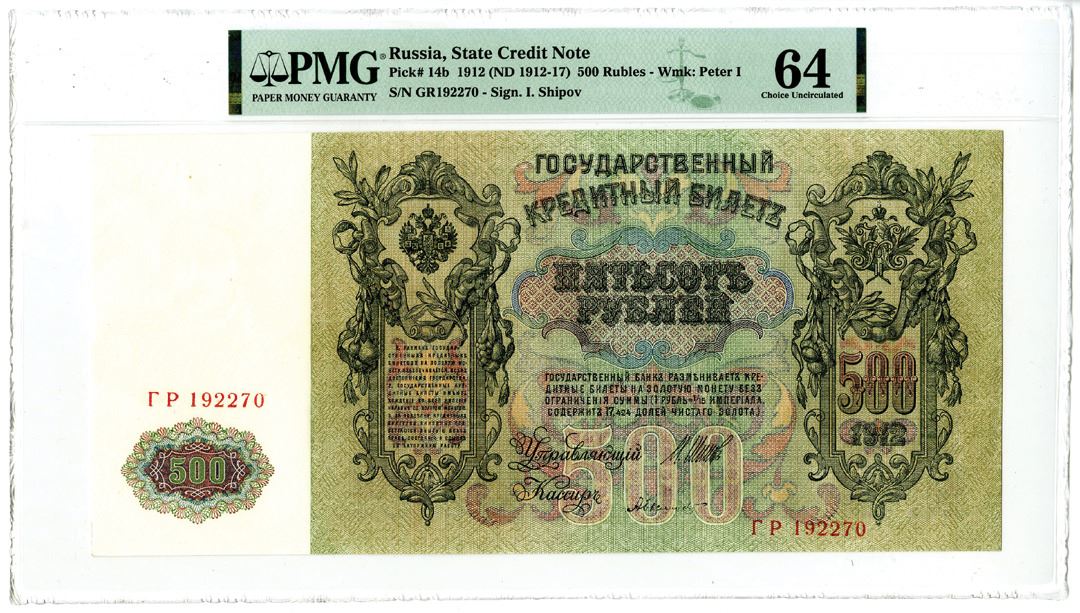 PMG®
PAPER MONEY GUARANTY
Russia, State Credit Note
Pick# 14b 1912 (ND 1912-17) 500 Rubles - Wmk: Peter I
S/N GR192270 - Sign. I. Shipov
64
Choice Uncirculated
ГОСУДАРСТВЕННЫЙ
КРЕДИТНЫЙ БИЛЕТЪ
ПЯТЬСОТЪ
РУБЛЕЙ
ГОСУДАРСТВЕННЫЙ БАНКЪ РАЗМѢНИВАЕТЪ КРЕ-
ДИТНЫЕ БИЛЕТЫ НА ЗОЛОТУЮ МОНЕТУ БЕЗЪ
ОГРАНИЧЕНІЯ СУММЫ (1 РУБЛЬ=1/15 ИМПЕРІАЛА,
СОДЕРЖИТЪ 17,424 ДОЛЕЙ ЧИСТАГО ЗОЛОТА.)
Управляющій
Кассиръ
500
500
1912
ГР 192270
500
ГР 192270